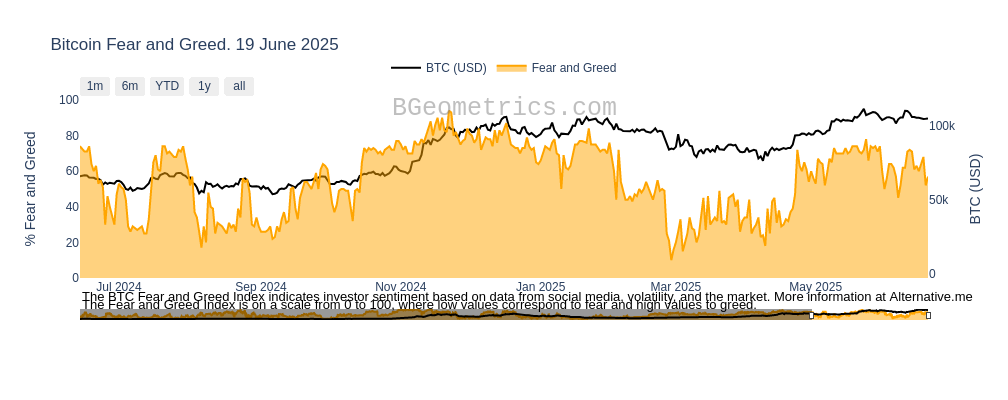 Bitcoin Fear and Greed. 19 June 2025
BTC (USD) Fear and Greed
1m 6m YTD 1y all
BGeometrics.com
% Fear and Greed
100
80
60
40
20
0
100k
50k
0
BTC (USD)
Jul 2024 Sep 2024 Nov 2024 Jan 2025 Mar 2025 May 2025
The BTC Fear and Greed Index indicates investor sentiment based on data from social media, volatility, and the market. More information at Alternative.me
The Fear and Greed Index is on a scale from 0 to 100, where low values correspond to fear and high values to greed.